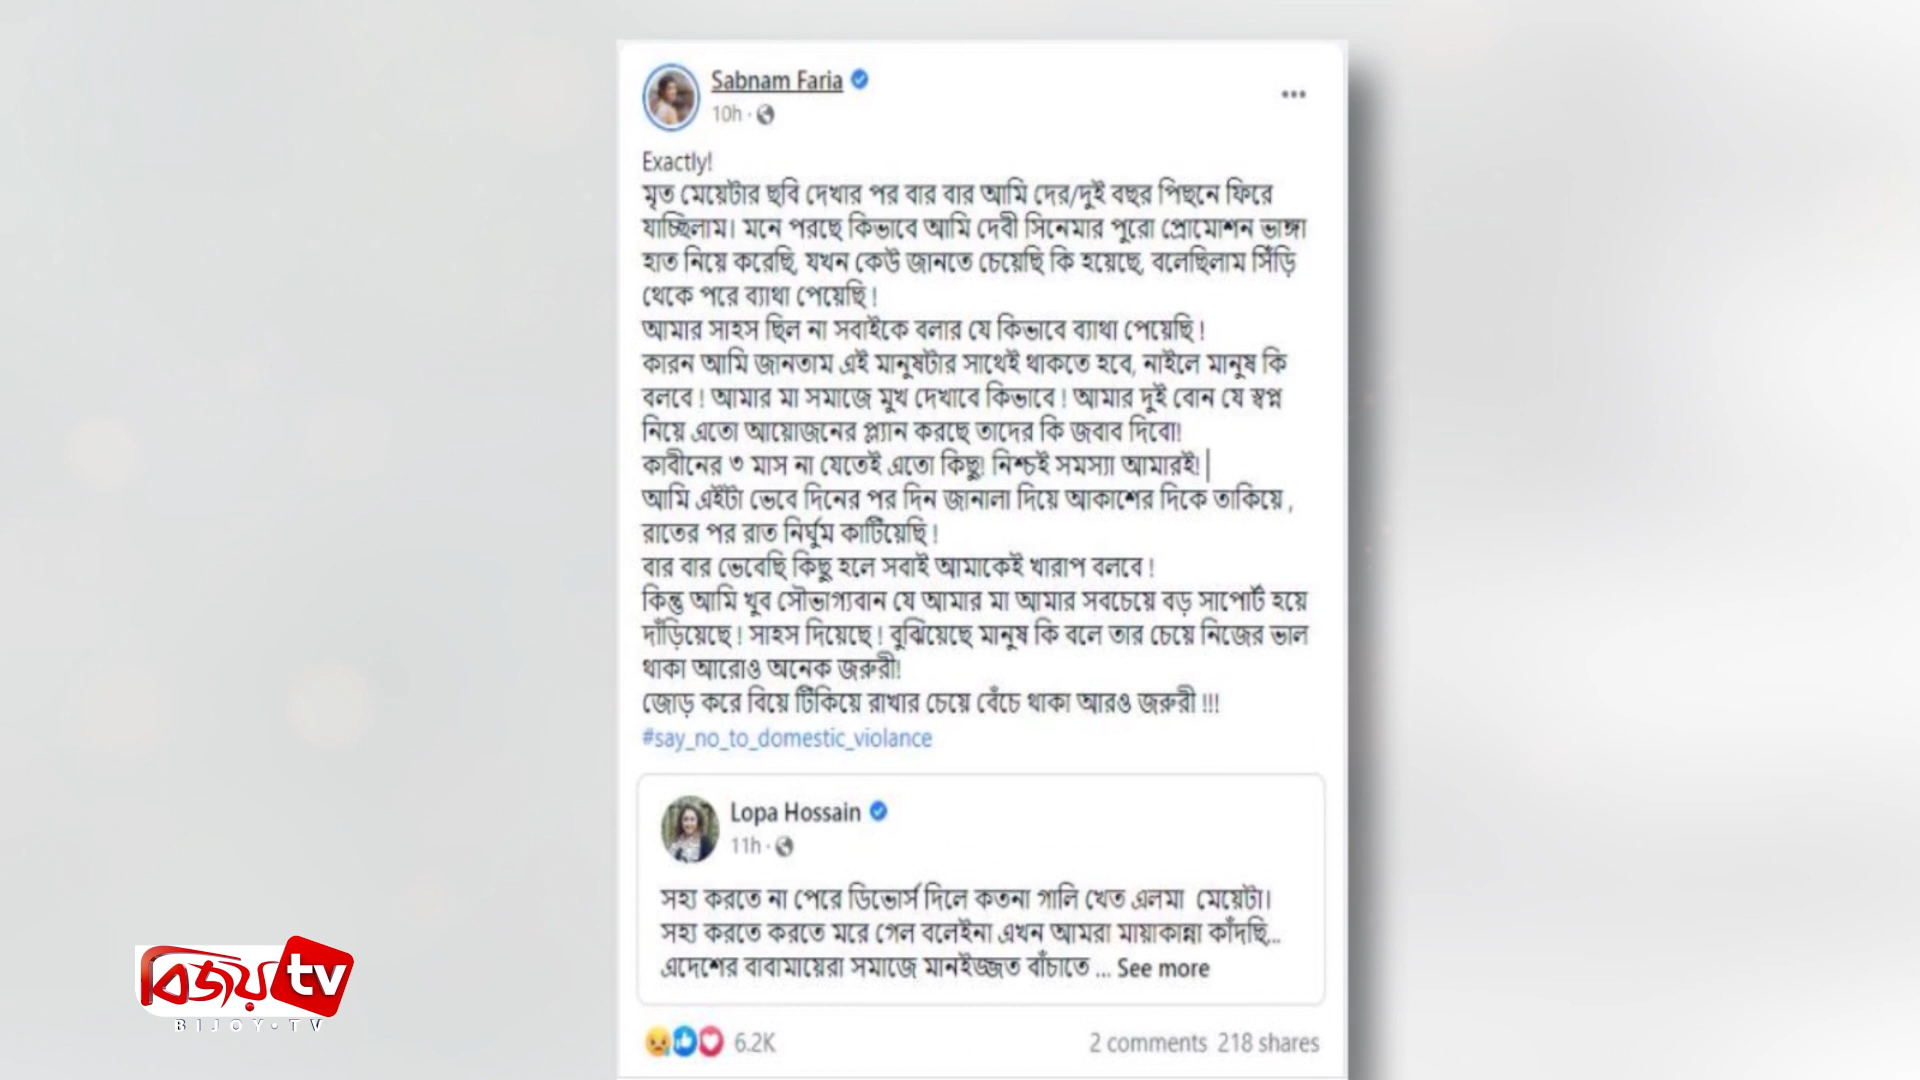 Sabnam Faria
10h
Exactly!
মৃত মেয়েটার ছবি দেখার পর বার বার আমি দের/দুই বছর পিছনে ফিরে
যাচ্ছিলাম। মনে পরছে কিভাবে আমি দেবী সিনেমার পুরো প্রোমোশন ভাঙ্গা
হাত নিয়ে করেছি, যখন কেউ জানতে চেয়েছি কি হয়েছে, বলেছিলাম সিঁড়ি
থেকে পরে ব্যাথা পেয়েছি !
আমার সাহস ছিল না সবাইকে বলার যে কিভাবে ব্যাথা পেয়েছি !
কারন আমি জানতাম এই মানুষটার সাথেই থাকতে হবে, নাইলে মানুষ কি
বলবে ! আমার মা সমাজে মুখ দেখাবে কিভাবে ! আমার দুই বোন যে স্বপ্ন
নিয়ে এতো আয়োজনের প্ল্যান করছে তাদের কি জবাব দিবো!
কাবীনের ৩ মাস না যেতেই এতো কিছু! নিশ্চই সমস্যা আমারই!
আমি এইটা ভেবে দিনের পর দিন জানালা দিয়ে আকাশের দিকে তাকিয়ে ,
রাতের পর রাত নির্ঘুম কাটিয়েছি !
বার বার ভেবেছি কিছু হলে সবাই আমাকেই খারাপ বলবে !
কিন্তু আমি খুব সৌভাগ্যবান যে আমার মা আমার সবচেয়ে বড় সাপোর্ট হয়ে
দাঁড়িয়েছে ! সাহস দিয়েছে ! বুঝিয়েছে মানুষ কি বলে তার চেয়ে নিজের ভাল
থাকা আরোও অনেক জরুরী!
জোড় করে বিয়ে টিকিয়ে রাখার চেয়ে বেঁচে থাকা আরও জরুরী !!!
#say_no_to_domestic_violance
Lopa Hossain
11h
সহ্য করতে না পেরে ডিভোর্স দিলে কতনা গালি খেত এলমা মেয়েটা।
সহ্য করতে করতে মরে গেল বলেইনা এখন আমরা মায়াকান্না কাঁদছি...
এদেশের বাবামায়েরা সমাজে মানইজ্জত বাঁচাতে ... See more
6.2K
2 comments 218 shares
বিজয় tv
BIJOY•TV